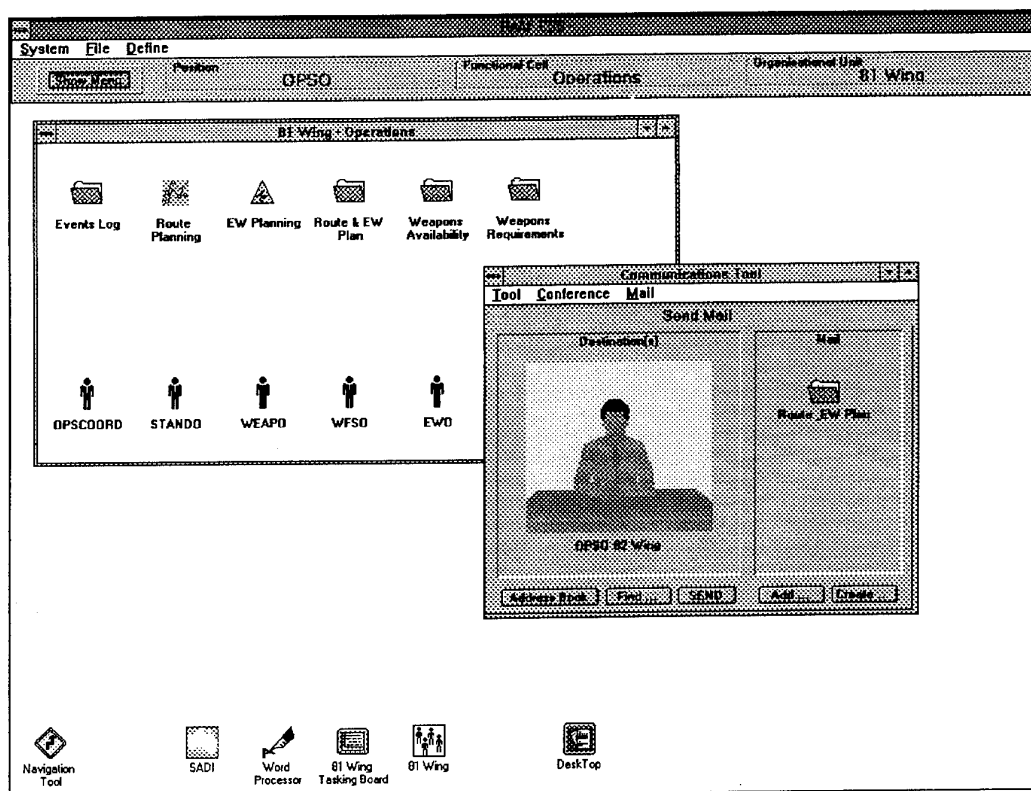 System File Define
Show Menu
Position
OPSO
Functional Cell
Operations
Organisational Unit
81 Wing
81 Wing - Operations
Events Log
Route
Planning
EW Planning
Route & EW
Plan
Weapons
Availability
Weapons
Requirements
OPSCOORD
STANDO
WEAPO
WFSO
EWO
Communications Tool
Tool Conference Mail
Send Mail
Destination(s)
Mail
Route_EW Plan
OPSO 82 Wing
Address Book
Find ...
SEND
Add ...
Create ...
Navigation
Tool
SADI
Word
Processor
81 Wing
Tasking Board
81 Wing
DeskTop